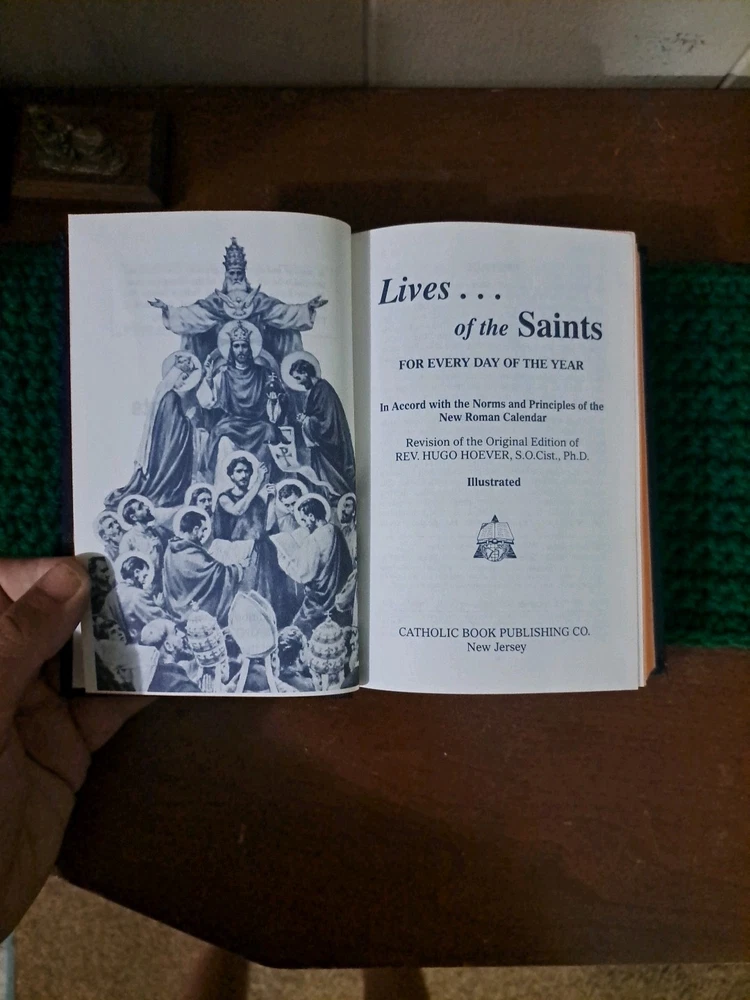 Lives . . .
of the Saints
FOR EVERY DAY OF THE YEAR
In Accord with the Norms and Principles of the
New Roman Calendar
Revision of the Original Edition of
REV. HUGO HOEVER, S.O.Cist., Ph.D.
Illustrated
CATHOLIC BOOK PUBLISHING CO.
New Jersey